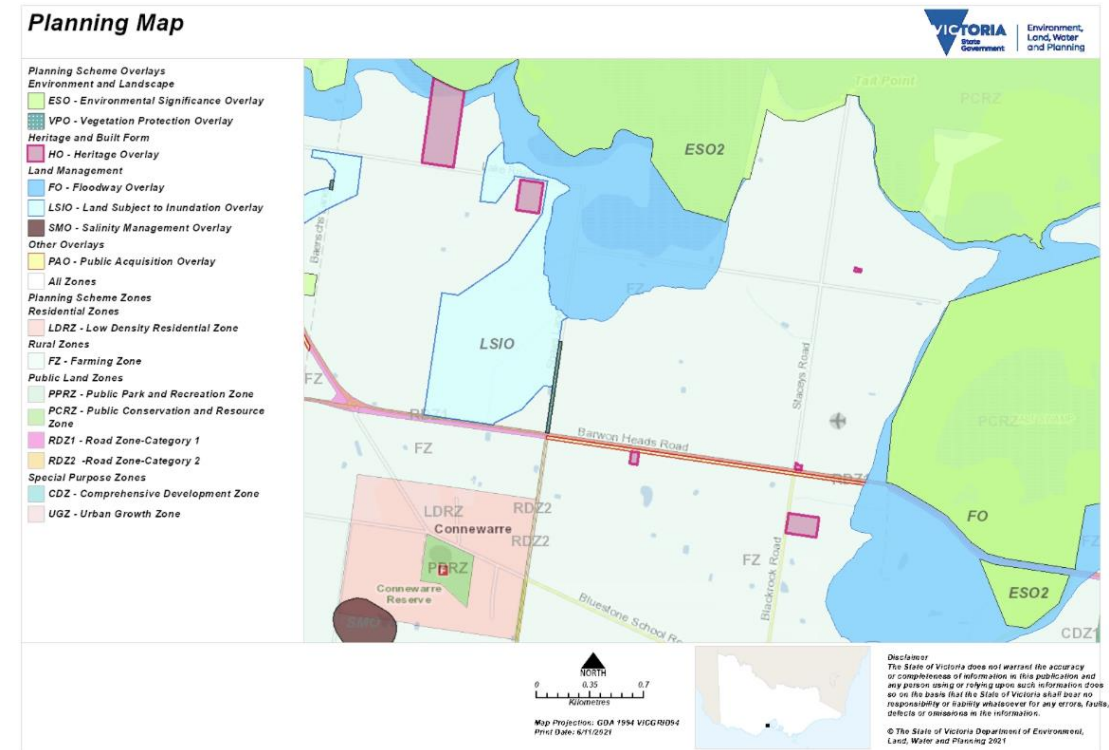 Planning Map
VICTORIA
State
Government
Environment,
Land, Water
and Planning
Planning Scheme Overlays
Environment and Landscape
ESO - Environmental Significance Overlay
VPO - Vegetation Protection Overlay
Heritage and Built Form
HO - Heritage Overlay
Land Management
FO - Floodway Overlay
LSIO - Land Subject to Inundation Overlay
SMO - Salinity Management Overlay
Other Overlays
PAO - Public Acquisition Overlay
All Zones
Planning Scheme Zones
Residential Zones
LDRZ - Low Density Residential Zone
Rural Zones
FZ - Farming Zone
Public Land Zones
PPRZ - Public Park and Recreation Zone
PCRZ - Public Conservation and Resource
Zone
RDZ1 - Road Zone-Category 1
RDZ2 -Road Zone-Category 2
Special Purpose Zones
CDZ - Comprehensive Development Zone
UGZ - Urban Growth Zone
Tait Point
PCRZ
ESO2
FZ
LSIO
FZ
Staceys Road
PCRZ
RDZ1
Barwon Heads Road
FZ
RDZ1
LDRZ
RDZ2
Connewarre
RDZ2
FO
FZ
FZ
PPRZ
Connewarre
Reserve
Blackrock Road
ESO2
Bluestone School
SMO
CDZ1
NORTH
0 0.35 0.7
Kilometres
Map Projection: GDA 1994 VICGRID94
Print Date: 6/11/2021
Disclaimer
The State of Victoria does not warrant the accuracy
or completeness of information in this publication and
any person using or relying upon such information does
so on the basis that the State of Victoria shall bear no
responsibility or liability whatsoever for any errors, faults,
defects or omissions in the information.
© The State of Victoria Department of Environment,
Land, Water and Planning 2021